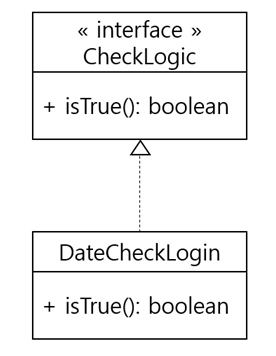 « interface »
CheckLogic
+ isTrue(): boolean
DateCheckLogin
+ isTrue(): boolean